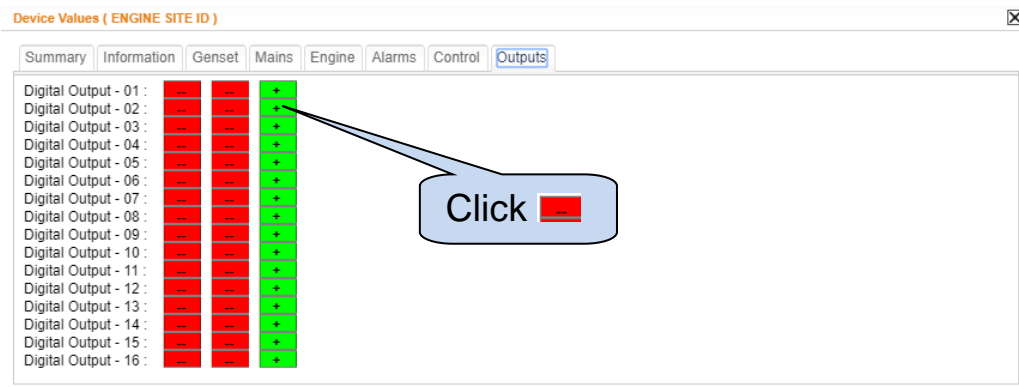 Device Values ( ENGINE SITE ID )
Summary Information Genset Mains Engine Alarms Control Outputs
Digital Output - 01 : -- -- +
Digital Output - 02 : -- -- +
Digital Output - 03 : -- -- +
Digital Output - 04 : -- -- +
Digital Output - 05 : -- -- +
Digital Output - 06 : -- -- +
Digital Output - 07 : -- -- +
Digital Output - 08 : -- -- +
Digital Output - 09 : -- -- +
Digital Output - 10 : -- -- +
Digital Output - 11 : -- -- +
Digital Output - 12 : -- -- +
Digital Output - 13 : -- -- +
Digital Output - 14 : -- -- +
Digital Output - 15 : -- -- +
Digital Output - 16 : -- -- +
Click --